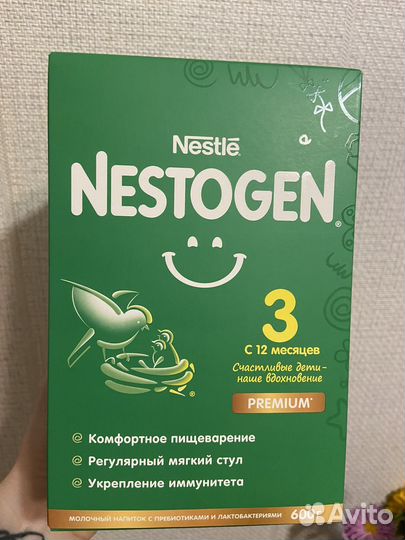 Nestlé
NESTOGEN®
3
С 12 месяцев
Счастливые дети-
наше вдохновение
PREMIUM*
Комфортное пищеварение
Регулярный мягкий стул
Укрепление иммунитета
МОЛОЧНЫЙ НАПИТОК С ПРЕБИОТИКАМИ И ЛАКТОБАКТЕРИЯМИ
Avito